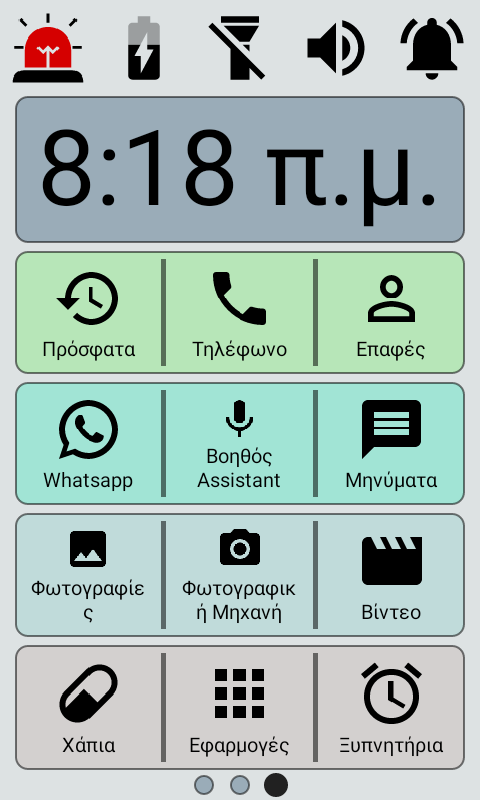 8:18 π.μ.
Πρόσφατα
Τηλέφωνο
Επαφές
Whatsapp
Βοηθός
Assistant
Μηνύματα
Φωτογραφίε
ς
Φωτογραφικ
ή Μηχανή
Βίντεο
Χάπια
Εφαρμογές
Ξυπνητήρια